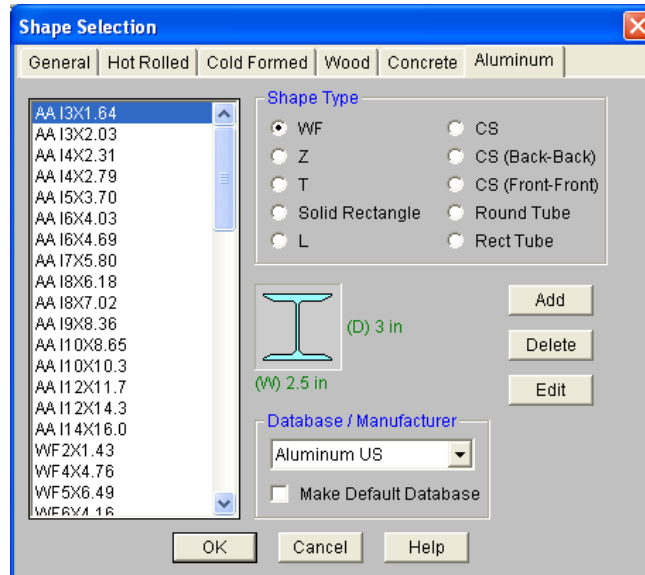 Shape Selection
General Hot Rolled Cold Formed Wood Concrete Aluminum
AA I3X1.64
AA I3X2.03
AA I4X2.31
AA I4X2.79
AA I5X3.70
AA I6X4.03
AA I6X4.69
AA I7X5.80
AA I8X6.18
AA I8X7.02
AA I9X8.36
AA I10X8.65
AA I10X10.3
AA I12X11.7
AA I12X14.3
AA I14X16.0
WF2X1.43
WF4X4.76
WF5X6.49
WF6X4.16
Shape Type
WF
Z
T
Solid Rectangle
L
CS
CS (Back-Back)
CS (Front-Front)
Round Tube
Rect Tube
(D) 3 in
(W) 2.5 in
Add
Delete
Edit
Database / Manufacturer
Aluminum US
Make Default Database
OK Cancel Help